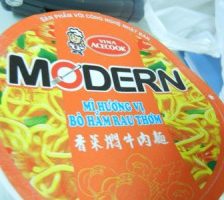 SẢN PHẨM VỚI CÔNG NGHỆ NHẬT BẢN
VINA
ACECOOK
MODERN
MÌ HƯƠNG VỊ
BÒ HẦM RAU THƠM
香菜燜牛肉麵